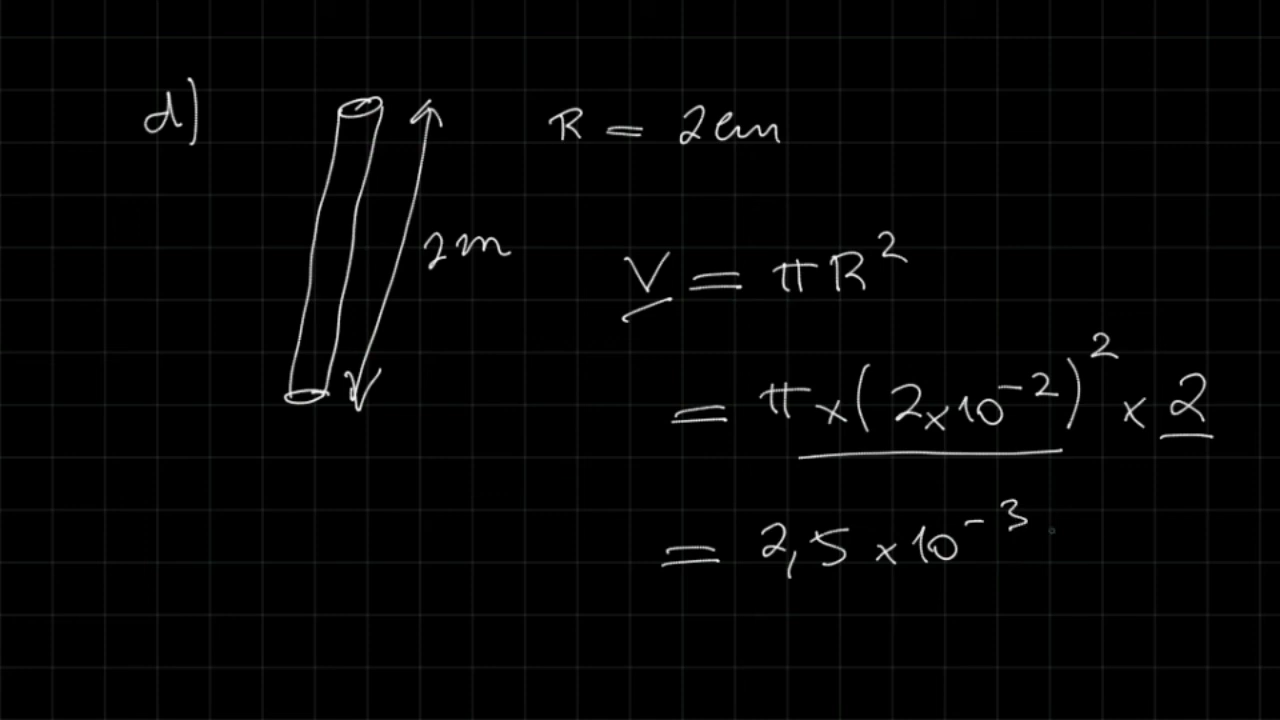 d)
R = 2cm
2m
V = πR²
= π×(2×10⁻²)² × 2
= 2,5 ×10⁻³